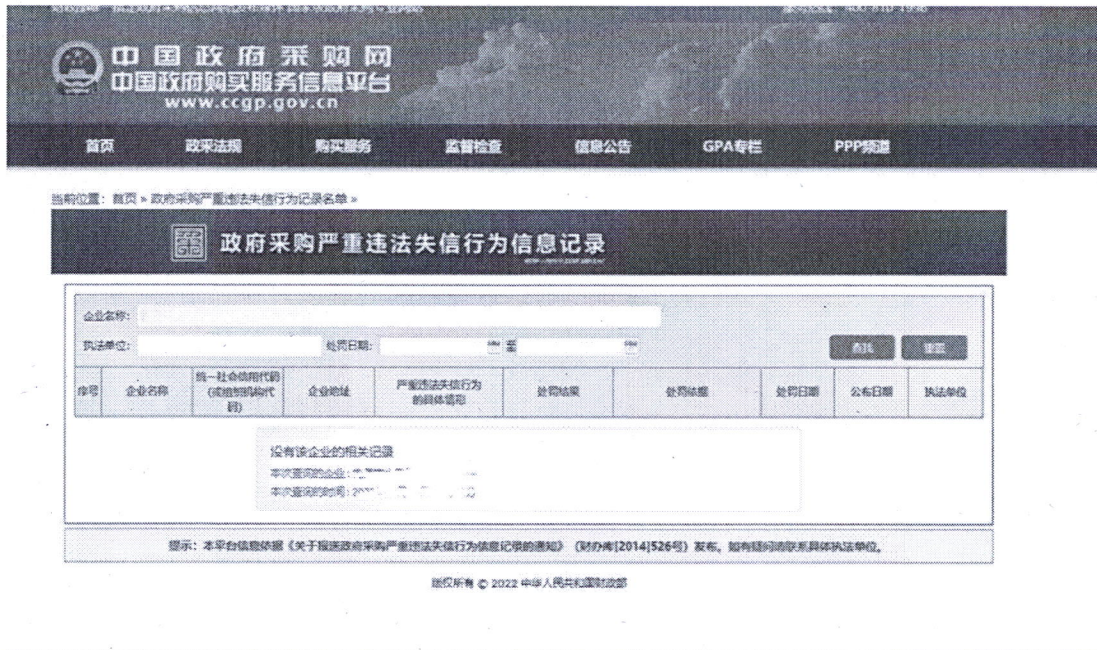 中国政府采购网
中国政府购买服务信息平台
www.ccgp.gov.cn
首页 政采法规 购买服务 监督检查 信息公告 GPA专栏 PPP频道
当前位置：首页 » 政府采购严重违法失信行为记录名单 »
政府采购严重违法失信行为信息记录
企业名称：
执法单位： 处罚日期： 至 查找 重置
序号 企业名称 统一社会信用代码（或组织机构代码） 企业地址 严重违法失信行为的具体情形 处罚结果 处罚依据 处罚日期 公布日期 执法单位
没有该企业的相关记录
本次查询的企业：
本次查询的时间：
提示：本平台信息依据《关于报送政府采购严重违法失信行为信息记录的通知》（财办库[2014]526号）发布。如有疑问请联系具体执法单位。
版权所有 © 2022 中华人民共和国财政部